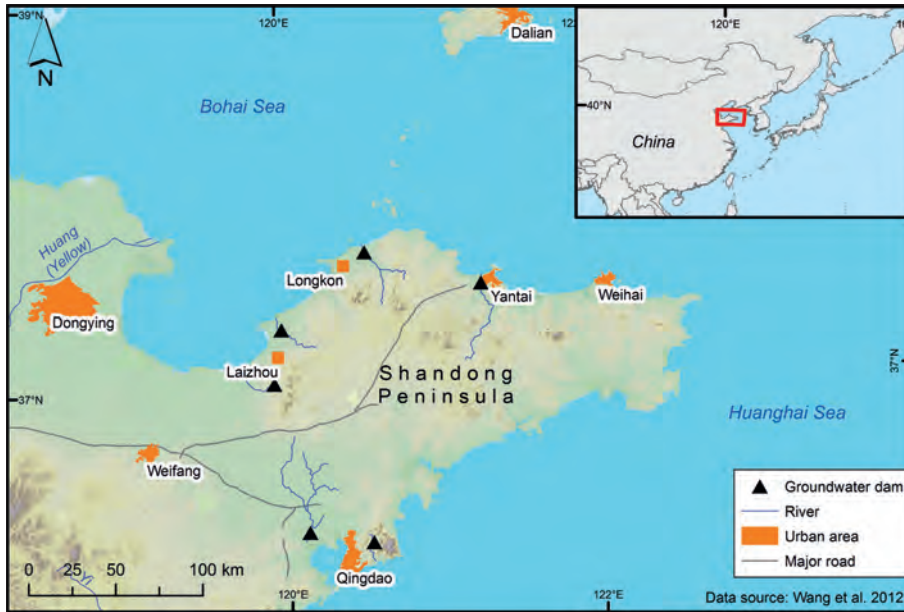 39°N
120°E
Dalian
N
Bohai Sea
120°E
40°N
China
Huang
(Yellow)
Longkon
Yantai
Weihai
Dongying
Laizhou
Shandong
Peninsula
37°N
37°N
Huanghai Sea
Weifang
Qingdao
Groundwater dam
River
Urban area
Major road
0 25 50 100 km
120°E
122°E
Data source: Wang et al. 2012